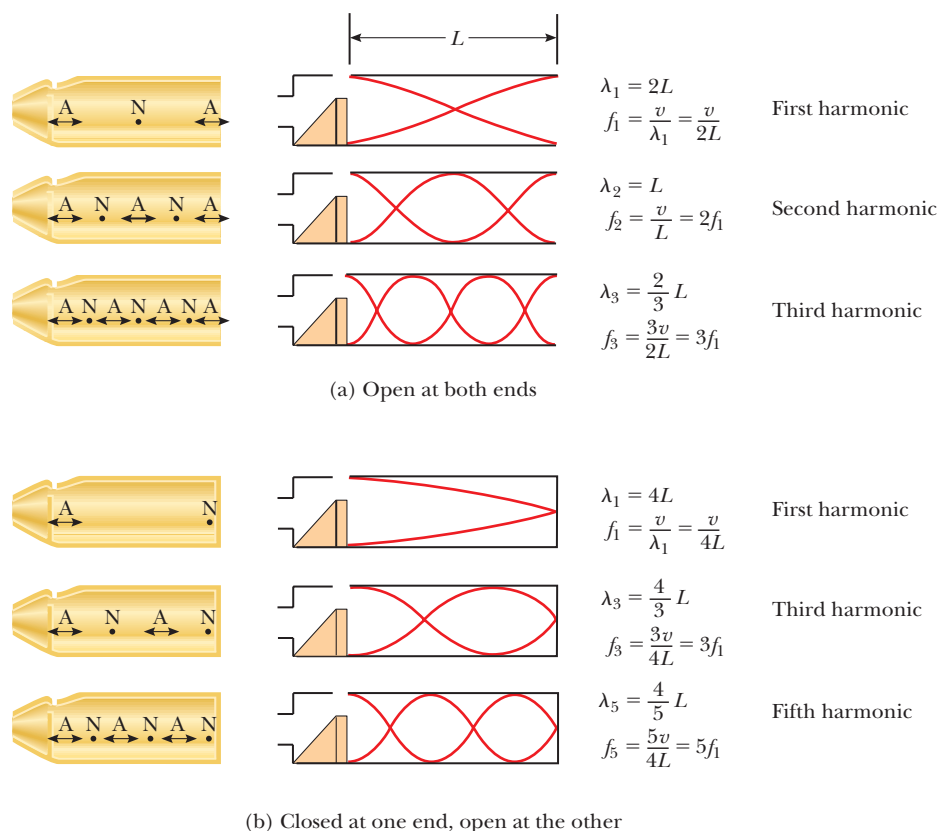 L
A N A
λ₁ = 2L
f₁ = v/λ₁ = v/2L
First harmonic
A N A N A
λ₂ = L
f₂ = v/L = 2f₁
Second harmonic
A N A N A N A
λ₃ = 2/3 L
f₃ = 3v/2L = 3f₁
Third harmonic
(a) Open at both ends
A N
λ₁ = 4L
f₁ = v/λ₁ = v/4L
First harmonic
A N A N
λ₃ = 4/3 L
f₃ = 3v/4L = 3f₁
Third harmonic
A N A N A N
λ₅ = 4/5 L
f₅ = 5v/4L = 5f₁
Fifth harmonic
(b) Closed at one end, open at the other